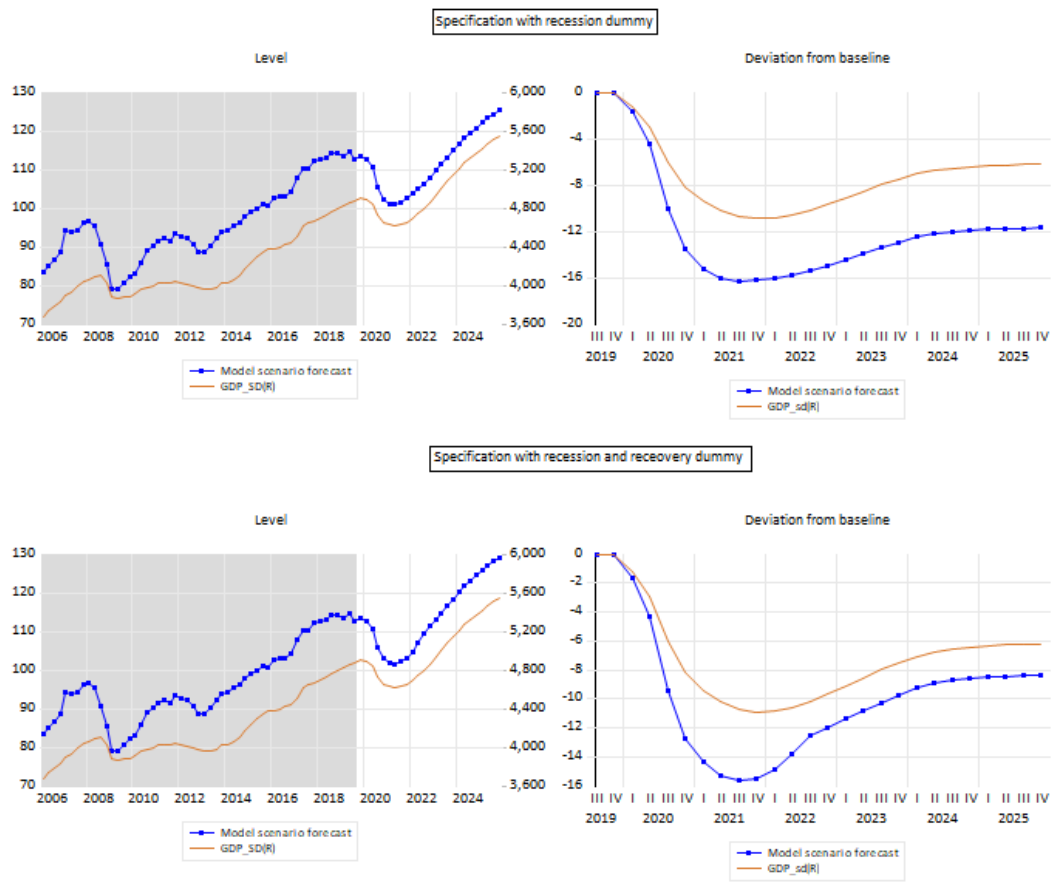 Specification with recession dummy
Level
Deviation from baseline
130
120
110
100
90
80
70
6,000
5,600
5,200
4,800
4,400
4,000
3,600
2006 2008 2010 2012 2014 2016 2018 2020 2022 2024
Model scenario forecast
GDP_SD(R)
0
-4
-8
-12
-16
-20
III IV I II III IV I II III IV I II III IV I II III IV I II III IV I II III IV
2019 2020 2021 2022 2023 2024 2025
Model scenario forecast
GDP_sd(R)
Specification with recession and receovery dummy
Level
Deviation from baseline
130
120
110
100
90
80
70
6,000
5,600
5,200
4,800
4,400
4,000
3,600
2006 2008 2010 2012 2014 2016 2018 2020 2022 2024
Model scenario forecast
GDP_SD(R)
0
-2
-4
-6
-8
-10
-12
-14
-16
III IV I II III IV I II III IV I II III IV I II III IV I II III IV I II III IV
2019 2020 2021 2022 2023 2024 2025
Model scenario forecast
GDP_sd(R)